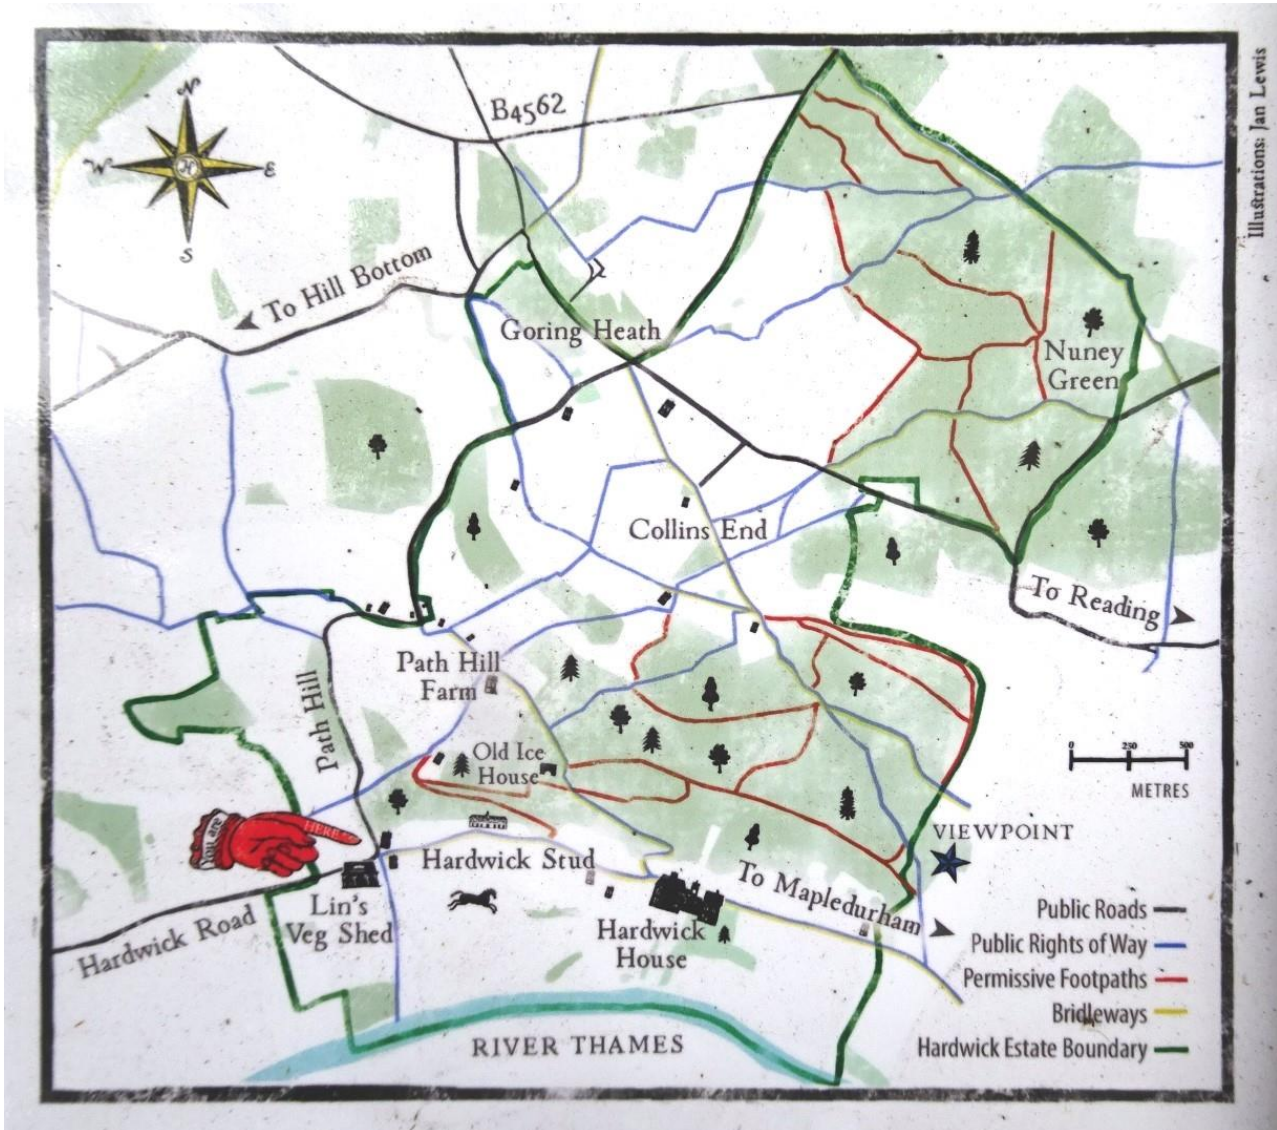 N
W
E
S
B4562
Illustrations: Jan Lewis
To Hill Bottom
Goring Heath
Nuney
Green
Collins End
To Reading
Path Hill
Farm
Path Hill
Old Ice
House
0 250 500
METRES
You are
HERE
VIEWPOINT
Hardwick Stud
To Mapledurham
Lin's
Veg Shed
Hardwick Road
Hardwick
House
RIVER THAMES
Public Roads
Public Rights of Way
Permissive Footpaths
Bridleways
Hardwick Estate Boundary